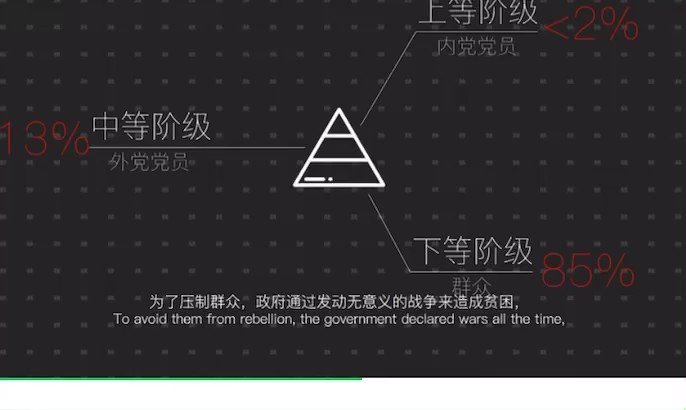 上等阶级
<2%
内党党员
13%
中等阶级
外党党员
下等阶级
85%
群众
为了压制群众，政府通过发动无意义的战争来造成贫困，
To avoid them from rebellion, the government declared wars all the time,